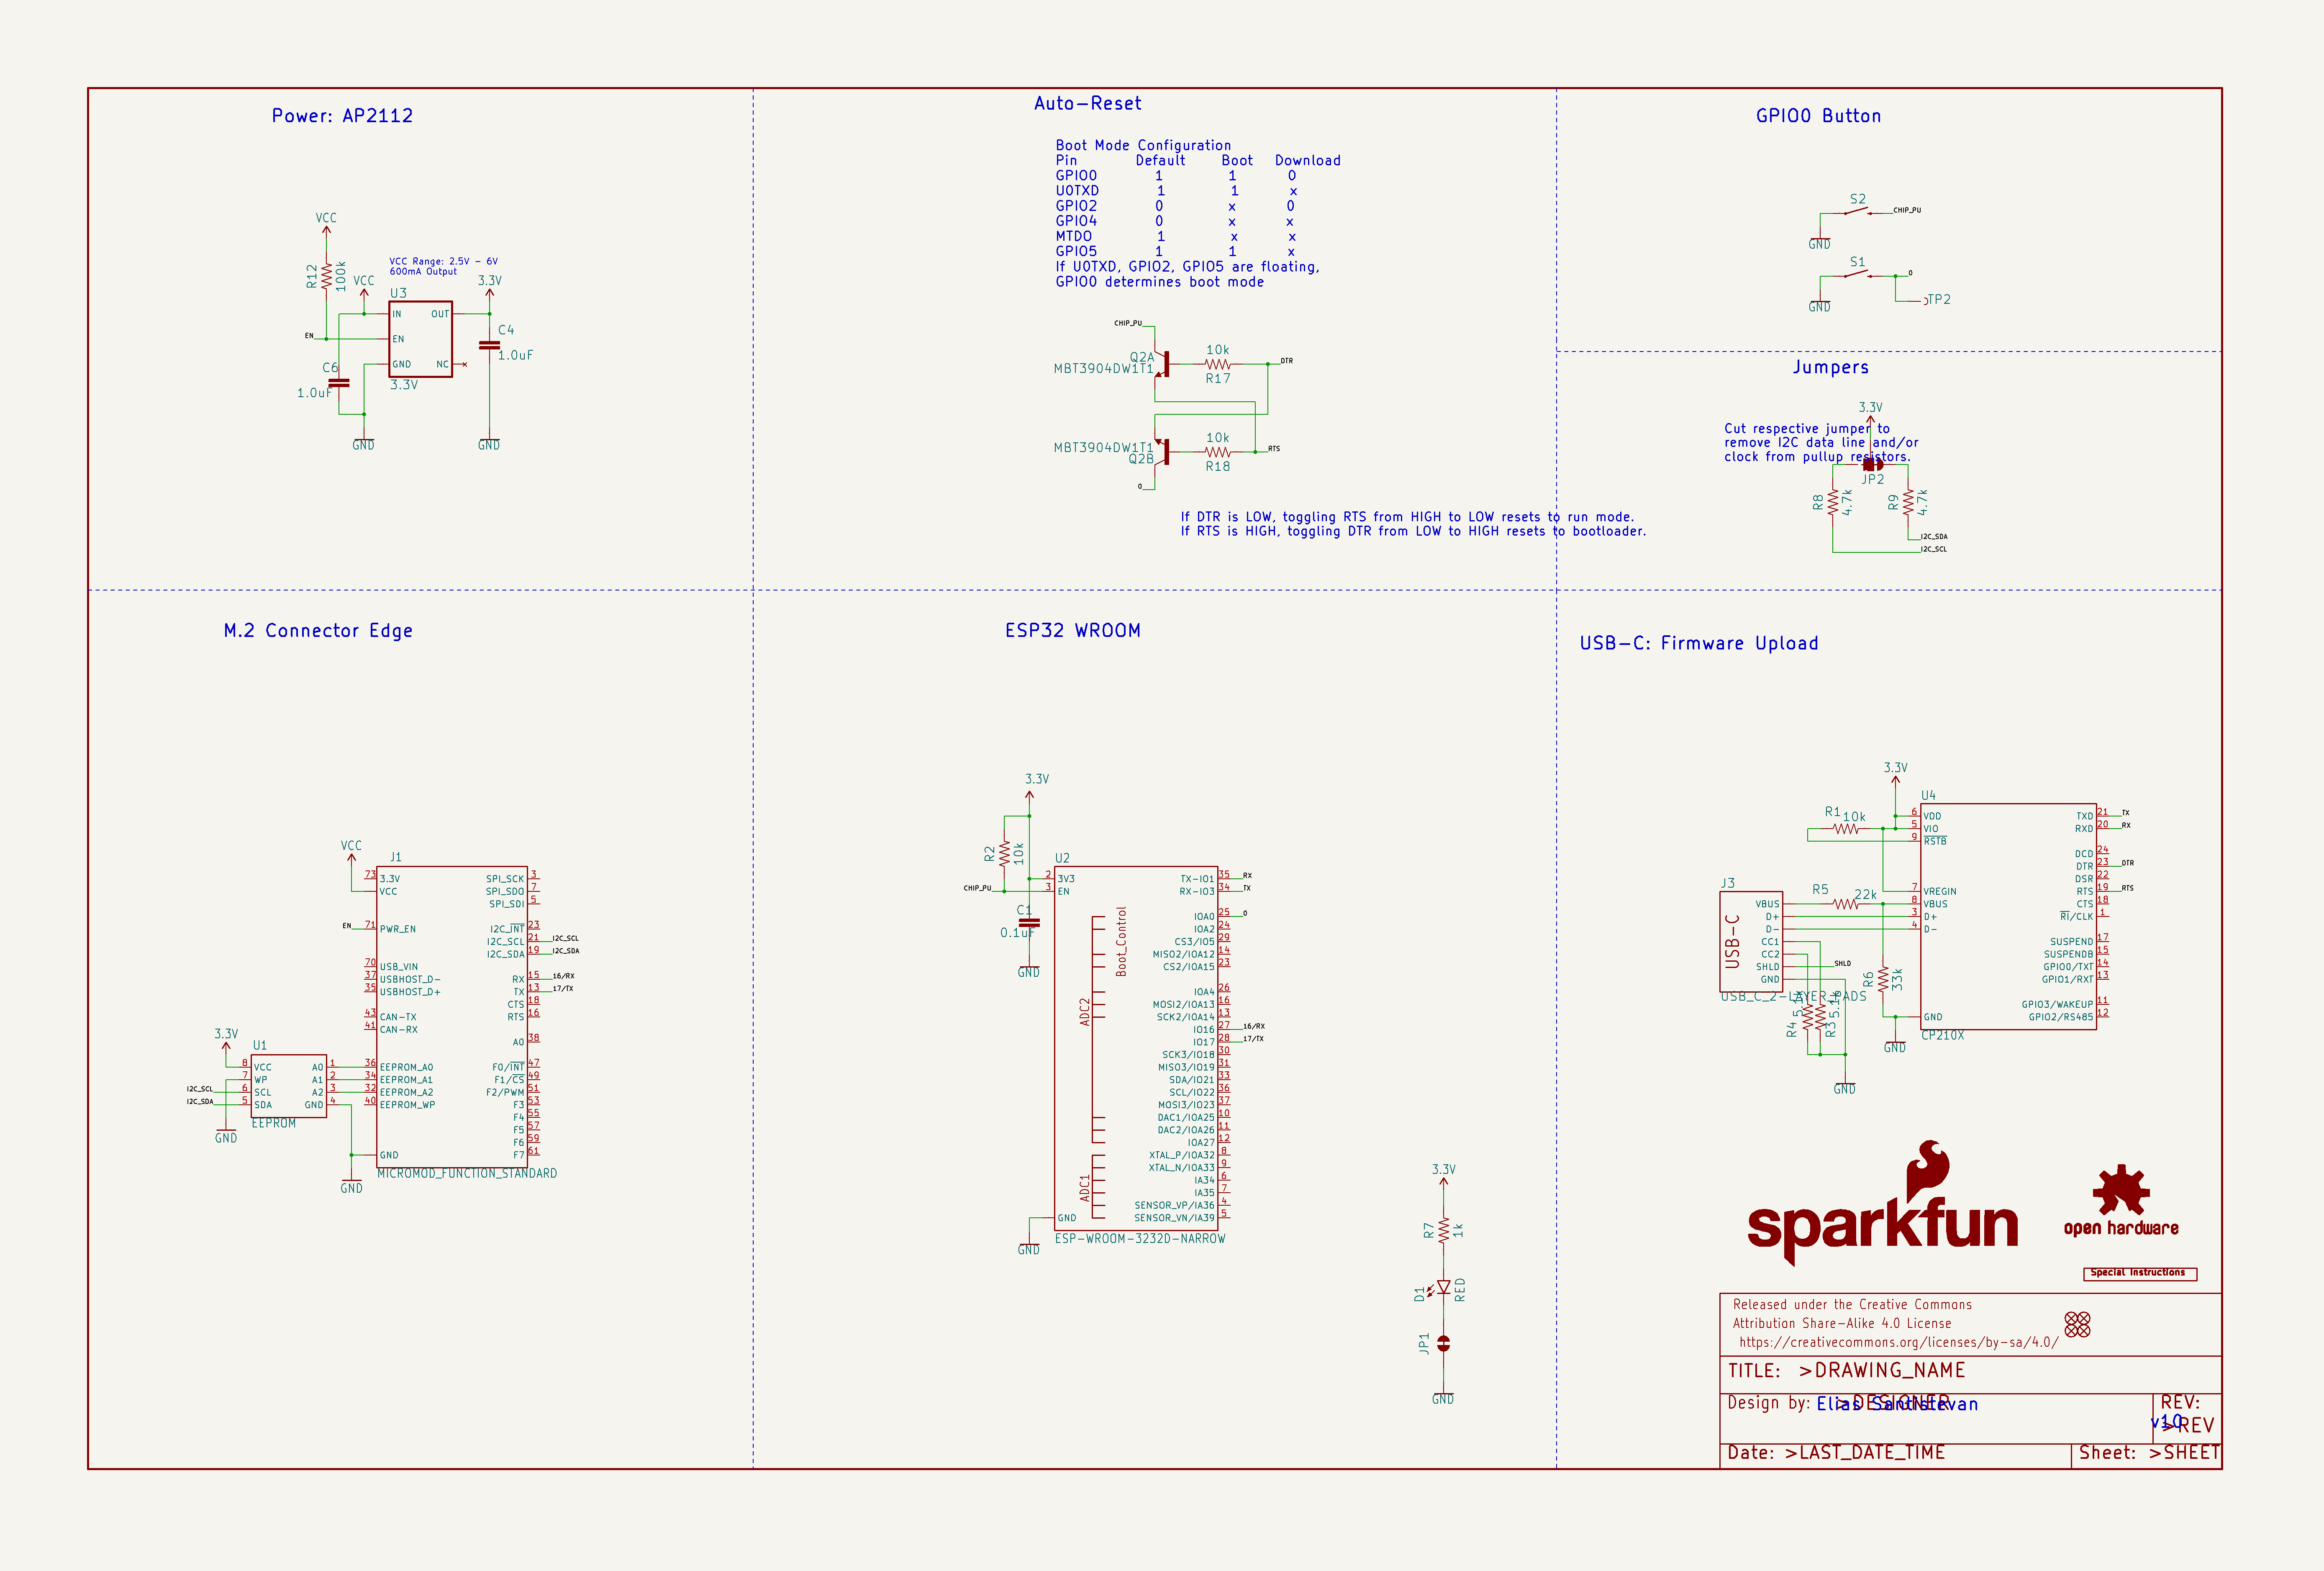 Power: AP2112
VCC
R12
100k
VCC
VCC Range: 2.5V - 6V
600mA Output
3.3V
U3
IN
OUT
EN
EN
GND
NC
3.3V
C4
1.0uF
C6
1.0uF
GND
GND
Auto-Reset
Boot Mode Configuration
Pin Default Boot Download
GPIO0 1 1 0
U0TXD 1 1 x
GPIO2 0 x 0
GPIO4 0 x x
MTDO 1 x x
GPIO5 1 1 x
If U0TXD, GPIO2, GPIO5 are floating,
GPIO0 determines boot mode
CHIP_PU
Q2A
MBT3904DW1T1
10k
R17
DTR
MBT3904DW1T1
Q2B
10k
R18
RTS
0
If DTR is LOW, toggling RTS from HIGH to LOW resets to run mode.
If RTS is HIGH, toggling DTR from LOW to HIGH resets to bootloader.
GPIO0 Button
S2
CHIP_PU
GND
S1
0
GND
TP2
Jumpers
3.3V
Cut respective jumper to
remove I2C data line and/or
clock from pullup resistors.
JP2
R8
4.7k
R9
4.7k
I2C_SDA
I2C_SCL
M.2 Connector Edge
VCC
J1
73 3.3V SPI_SCK 3
VCC SPI_SDO 7
SPI_SDI 5
EN 71 PWR_EN I2C_INT 23
I2C_SCL 21 I2C_SCL
I2C_SDA 19 I2C_SDA
70 USB_VIN
37 USBHOST_D- RX 15 16/RX
35 USBHOST_D+ TX 13 17/TX
CTS 18
43 CAN-TX RTS 16
41 CAN-RX
A0 38
36 EEPROM_A0 F0/INT 47
34 EEPROM_A1 F1/CS 49
32 EEPROM_A2 F2/PWM 51
40 EEPROM_WP F3 53
F4 55
F5 57
F6 59
GND F7 61
MICROMOD_FUNCTION_STANDARD
GND
3.3V
U1
8 VCC A0 1
7 WP A1 2
I2C_SCL 6 SCL A2 3
I2C_SDA 5 SDA GND 4
EEPROM
GND
ESP32 WROOM
3.3V
R2
10k
U2
CHIP_PU
2 3V3
3 EN
C1
0.1uF
GND
TX-IO1 35 RX
RX-IO3 34 TX
IOA0 25 0
IOA2 24
CS3/IO5 29
MISO2/IOA12 14
CS2/IOA15 23
IOA4 26
MOSI2/IOA13 16
SCK2/IOA14 13
IO16 27 16/RX
IO17 28 17/TX
SCK3/IO18 30
MISO3/IO19 31
SDA/IO21 33
SCL/IO22 36
MOSI3/IO23 37
DAC1/IOA25 10
DAC2/IOA26 11
IOA27 12
XTAL_P/IOA32 8
XTAL_N/IOA33 9
IA34 6
IA35 7
SENSOR_VP/IA36 4
SENSOR_VN/IA39 5
Boot_Control
ADC2
ADC1
GND
GND
ESP-WROOM-3232D-NARROW
3.3V
R7
1k
D1
RED
JP1
GND
USB-C: Firmware Upload
3.3V
U4
R1
10k
6 VDD TXD 21 TX
5 VIO RXD 20 RX
9 RSTB
DCD 24
DTR 23 DTR
DSR 22
7 VREGIN RTS 19 RTS
8 VBUS CTS 18
3 D+ RI/CLK 1
4 D-
SUSPEND 17
SUSPENDB 15
GPIO0/TXT 14
GPIO1/RXT 13
GPIO3/WAKEUP 11
GND GPIO2/RS485 12
CP210X
J3
USB-C
VBUS
D+
D-
CC1
CC2
SHLD
GND
SHLD
USB_C_2-LAYER_PADS
R5
22k
R6
33k
R4
5.1k
R3
5.1k
GND
GND
sparkfun
open hardware
Special Instructions
Released under the Creative Commons
Attribution Share-Alike 4.0 License
https://creativecommons.org/licenses/by-sa/4.0/
TITLE: >DRAWING_NAME
Design by: >DESIGNER
Elias Santistevan
REV:
v10
>REV
Date: >LAST_DATE_TIME
Sheet: >SHEET